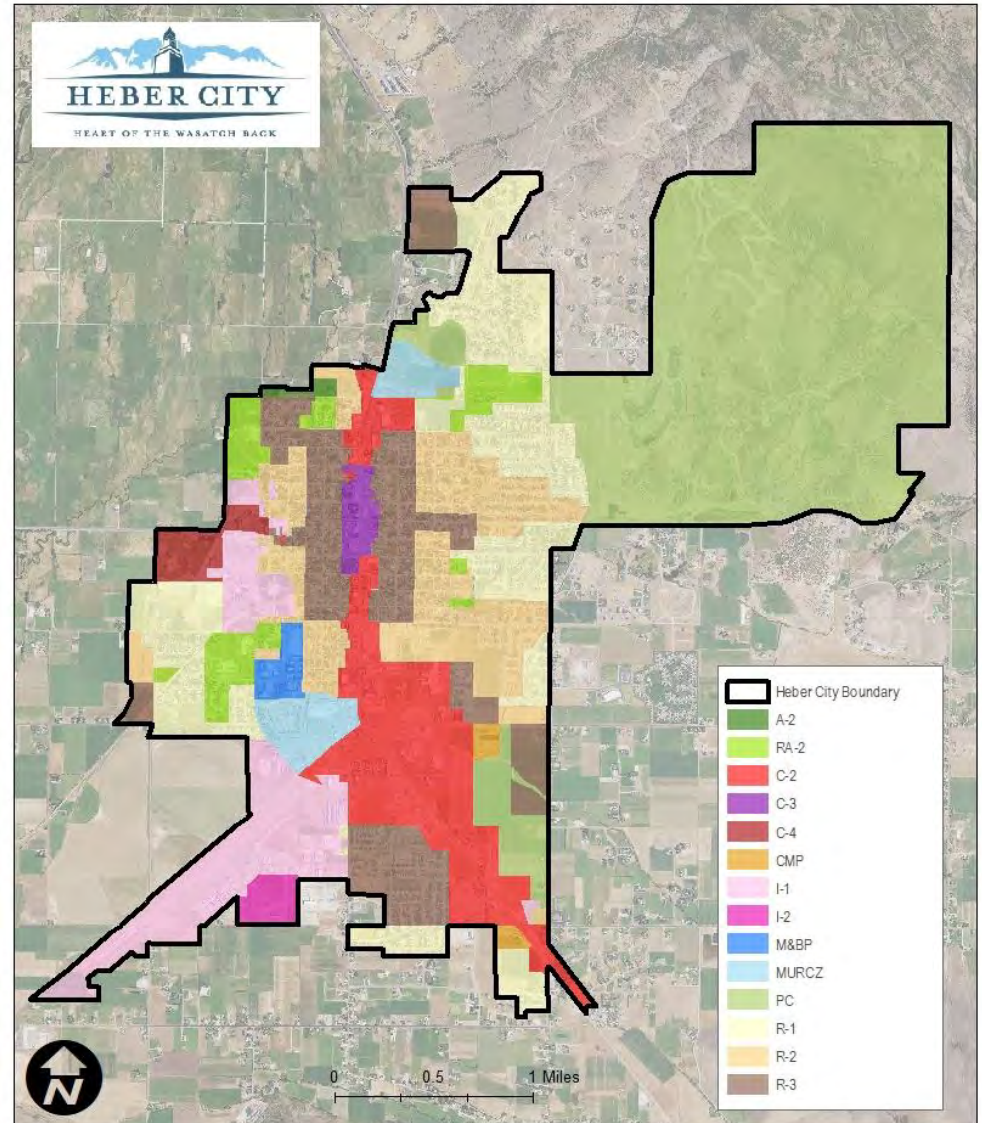 HEBER CITY
HEART OF THE WASATCH BACK
Heber City Boundary
A-2
RA-2
C-2
C-3
C-4
CMP
I-1
I-2
M&BP
MURCZ
PC
R-1
R-2
R-3
N
0 0.5 1 Miles